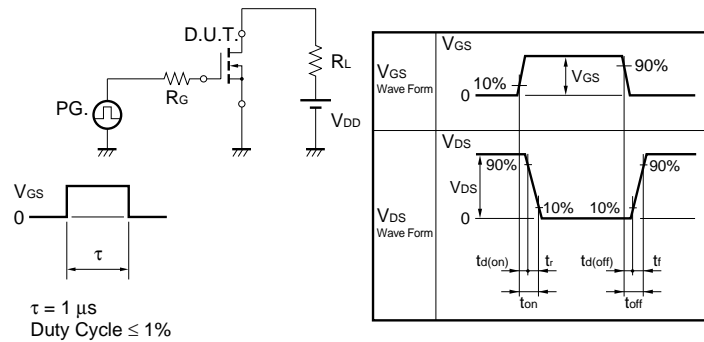 D.U.T.
RL
RG
PG.
VDD
VGS
0
τ
τ = 1 μs
Duty Cycle ≤ 1%
VGS
Wave Form
VGS
10%
VGS
90%
0
VDS
Wave Form
VDS
90%
VDS
10%
10%
90%
0
td(on)
tr
td(off)
tf
ton
toff